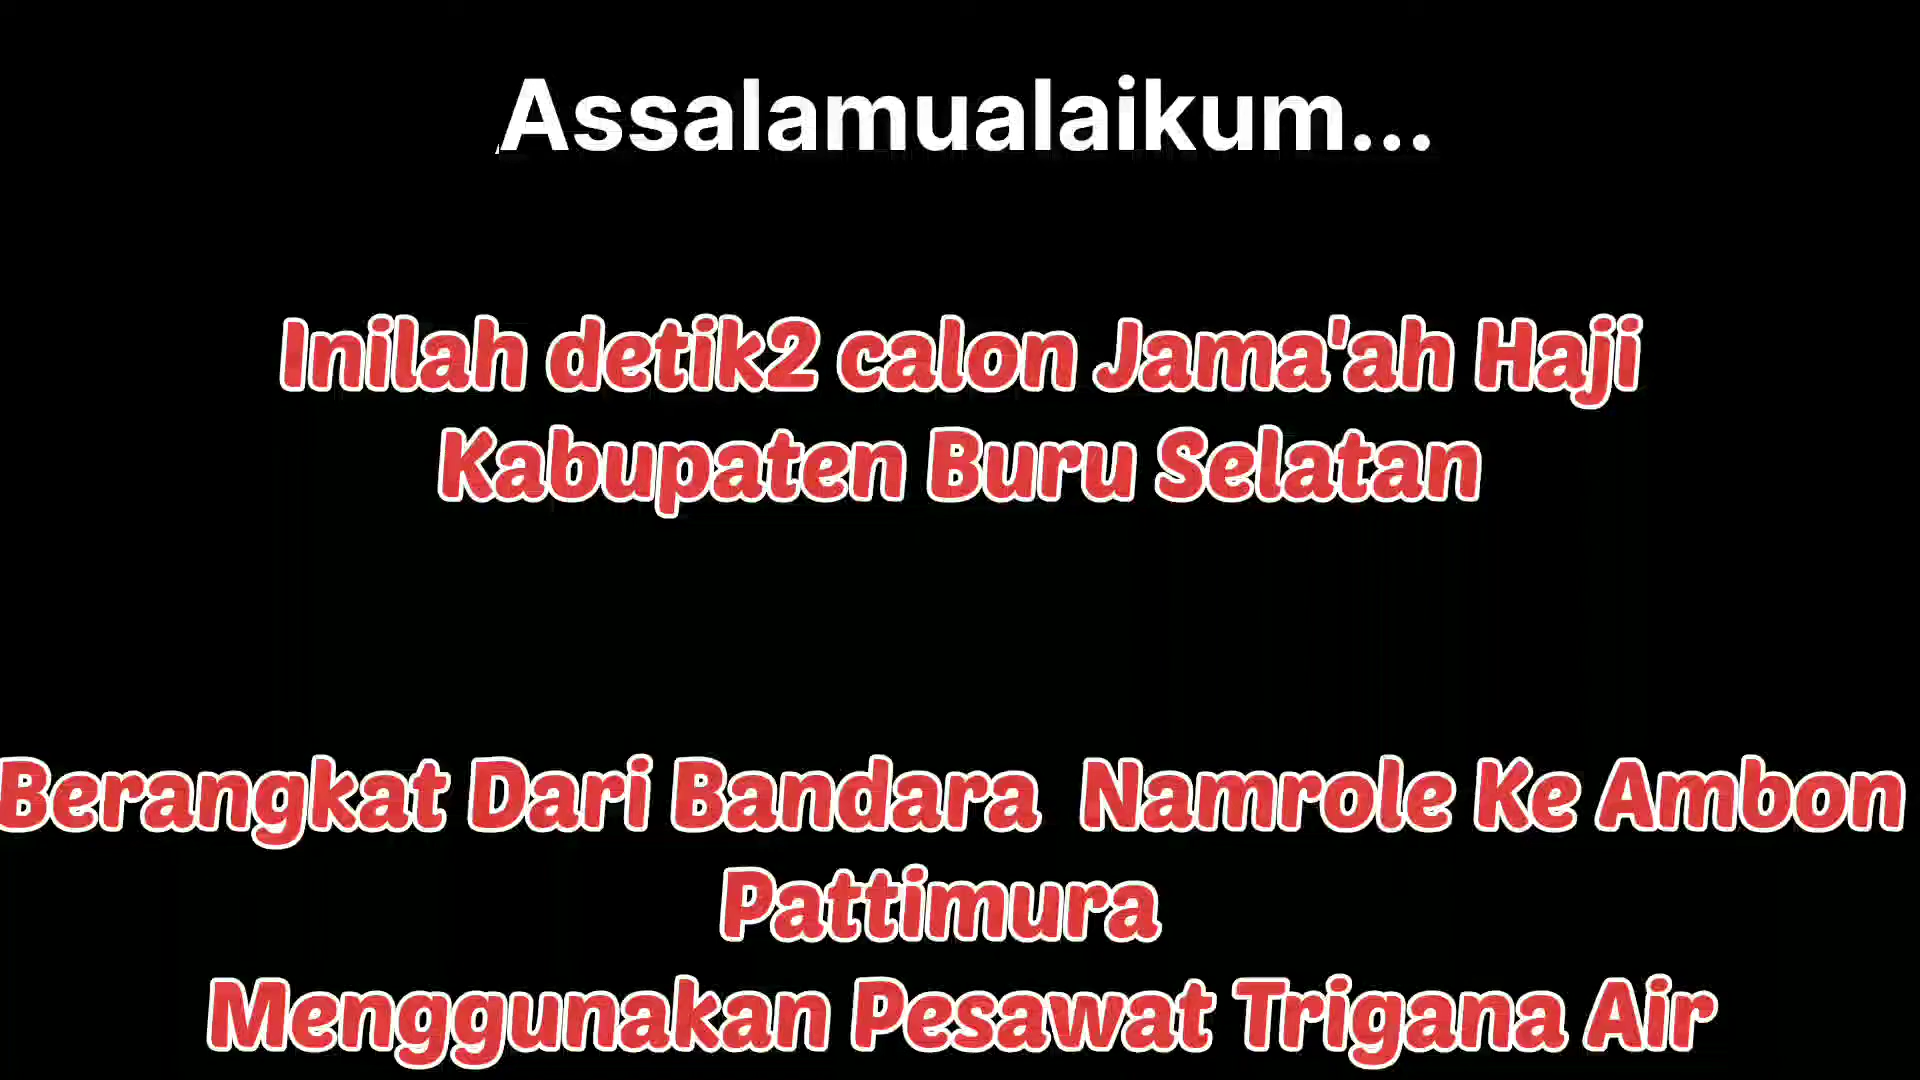 Assalamualaikum...
Inilah detik2 calon Jama'ah Haji
Kabupaten Buru Selatan
Berangkat Dari Bandara  Namrole Ke Ambon
Pattimura
Menggunakan Pesawat Trigana Air